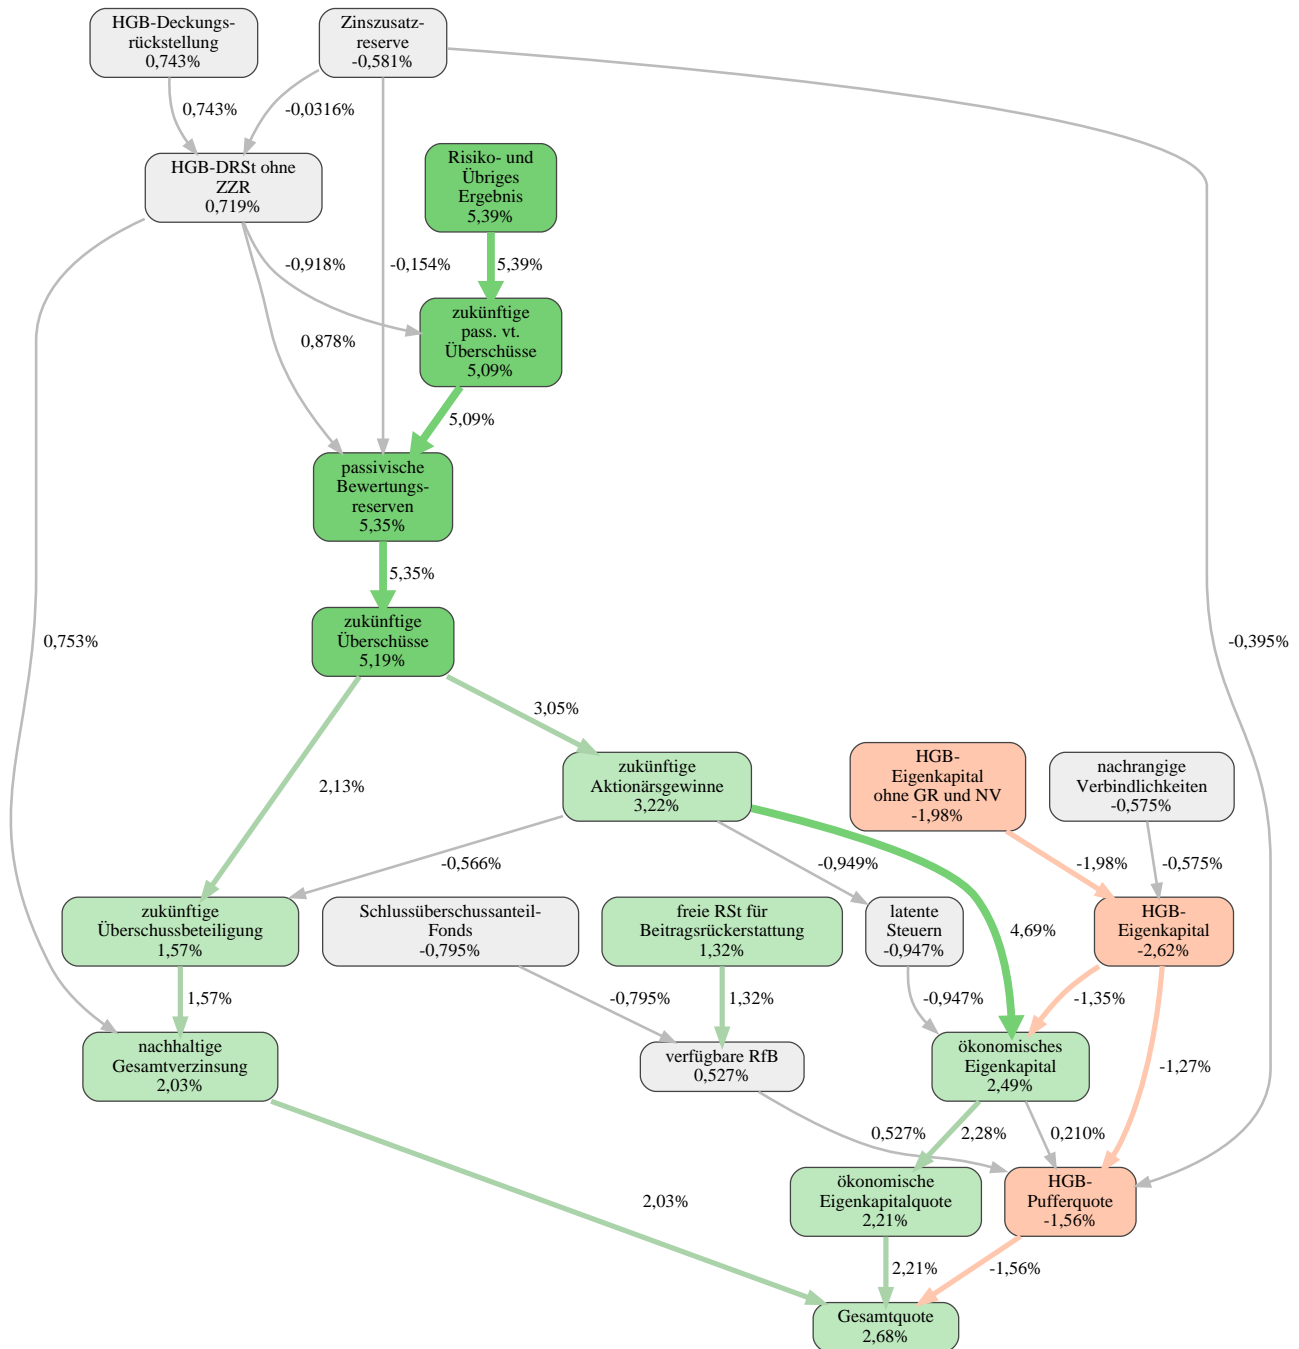 HGB-Deckungs-
rückstellung
0,743%
Zinszusatz-
reserve
-0,581%
0,743%
-0,0316%
HGB-DRSt ohne
ZZR
0,719%
Risiko- und
Übriges
Ergebnis
5,39%
-0,918%
-0,154%
5,39%
0,878%
zukünftige
pass. vt.
Überschüsse
5,09%
5,09%
passivische
Bewertungs-
reserven
5,35%
5,35%
zukünftige
Überschüsse
5,19%
0,753%
-0,395%
3,05%
2,13%
zukünftige
Aktionärsgewinne
3,22%
HGB-
Eigenkapital
ohne GR und NV
-1,98%
nachrangige
Verbindlichkeiten
-0,575%
-0,566%
-0,949%
-1,98%
-0,575%
zukünftige
Überschussbeteiligung
1,57%
Schlussüberschussanteil-
Fonds
-0,795%
freie RSt für
Beitragsrückerstattung
1,32%
latente
Steuern
-0,947%
4,69%
HGB-
Eigenkapital
-2,62%
1,57%
-0,795%
1,32%
-0,947%
-1,35%
-1,27%
nachhaltige
Gesamtverzinsung
2,03%
verfügbare RfB
0,527%
ökonomisches
Eigenkapital
2,49%
0,527%
2,28%
0,210%
2,03%
ökonomische
Eigenkapitalquote
2,21%
HGB-
Pufferquote
-1,56%
2,21%
-1,56%
Gesamtquote
2,68%